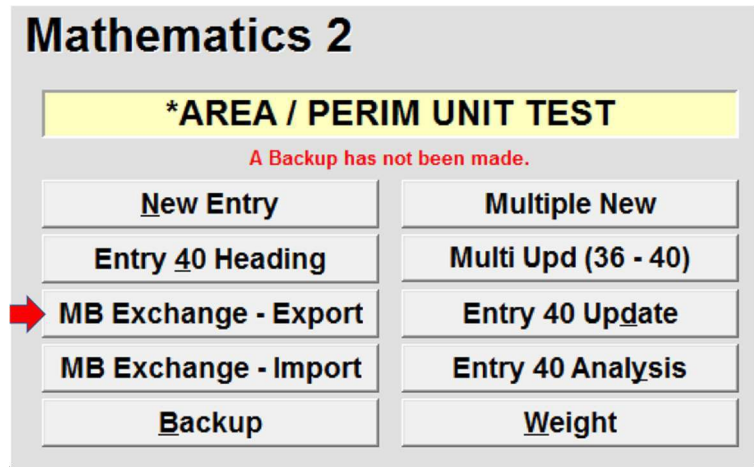 Mathematics 2
*AREA / PERIM UNIT TEST
A Backup has not been made.
New Entry
Multiple New
Entry 40 Heading
Multi Upd (36 - 40)
MB Exchange - Export
Entry 40 Update
MB Exchange - Import
Entry 40 Analysis
Backup
Weight